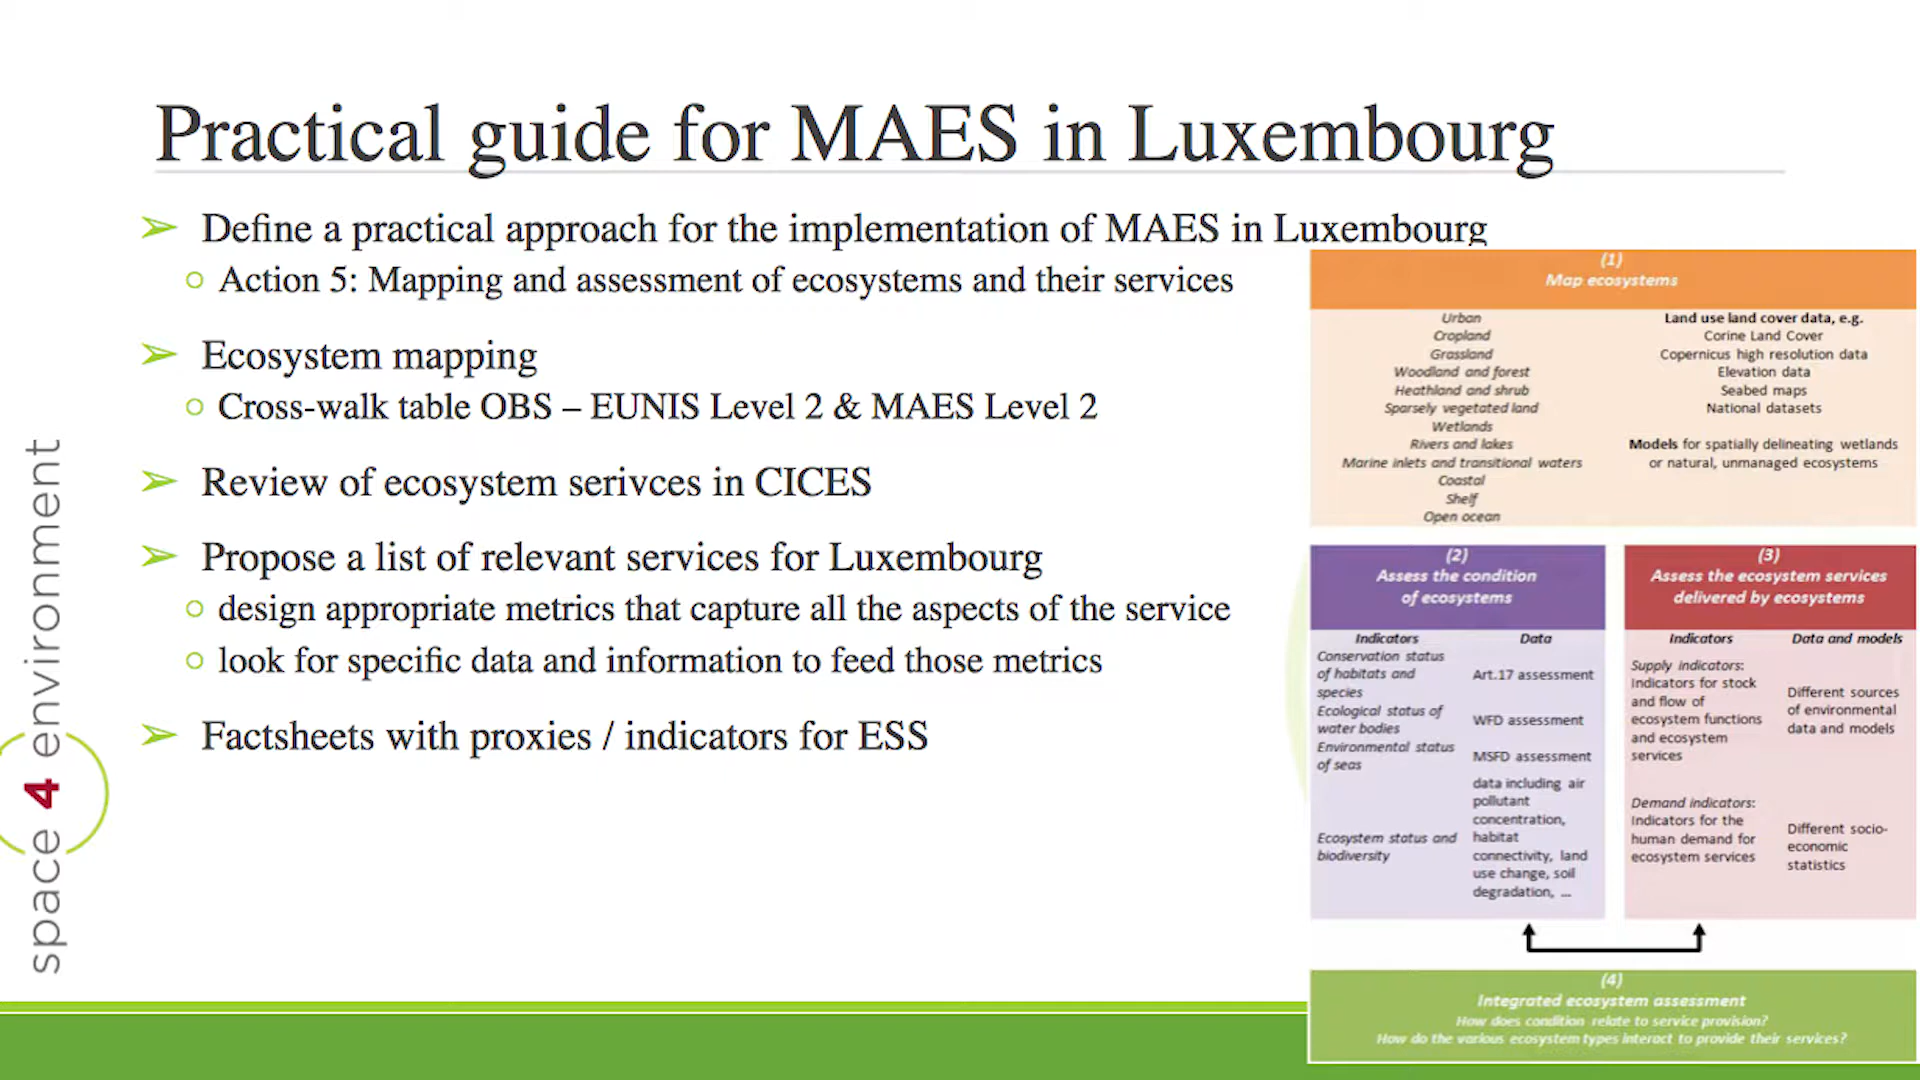 Practical guide for MAES in Luxembourg
➢ Define a practical approach for the implementation of MAES in Luxembourg
○ Action 5: Mapping and assessment of ecosystems and their services
➢ Ecosystem mapping
○ Cross-walk table OBS – EUNIS Level 2 & MAES Level 2
➢ Review of ecosystem serivces in CICES
➢ Propose a list of relevant services for Luxembourg
○ design appropriate metrics that capture all the aspects of the service
○ look for specific data and information to feed those metrics
➢ Factsheets with proxies / indicators for ESS
space 4 environment
(1)
Map ecosystems
Urban
Cropland
Grassland
Woodland and forest
Heathland and shrub
Sparsely vegetated land
Wetlands
Rivers and lakes
Marine inlets and transitional waters
Coastal
Shelf
Open ocean
Land use land cover data, e.g.
Corine Land Cover
Copernicus high resolution data
Elevation data
Seabed maps
National datasets
Models for spatially delineating wetlands
or natural, unmanaged ecosystems
(2)
Assess the condition
of ecosystems
Indicators Data
Conservation status
of habitats and
species
Art.17 assessment
Ecological status of
water bodies
WFD assessment
Environmental status
of seas
MSFD assessment
Ecosystem status and
biodiversity
data including air
pollutant
concentration,
habitat
connectivity, land
use change, soil
degradation, ...
(3)
Assess the ecosystem services
delivered by ecosystems
Indicators Data and models
Supply indicators:
Indicators for stock
and flow of
ecosystem functions
and ecosystem
services
Different sources
of environmental
data and models
Demand indicators:
Indicators for the
human demand for
ecosystem services
Different socio-
economic
statistics
(4)
Integrated ecosystem assessment
How does condition relate to service provision?
How do the various ecosystem types interact to provide their services?